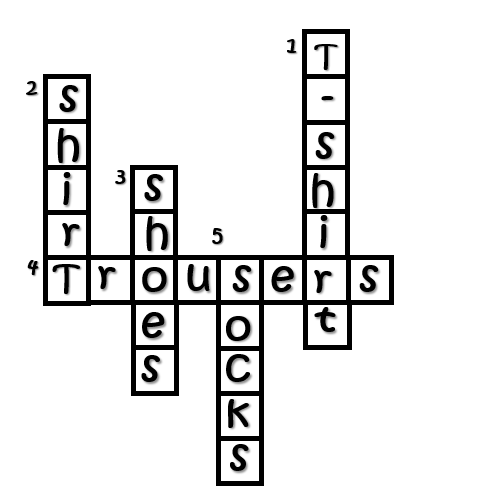 1 T-shirt
2 shirT
3 shoes
4 Trousers
5 socks